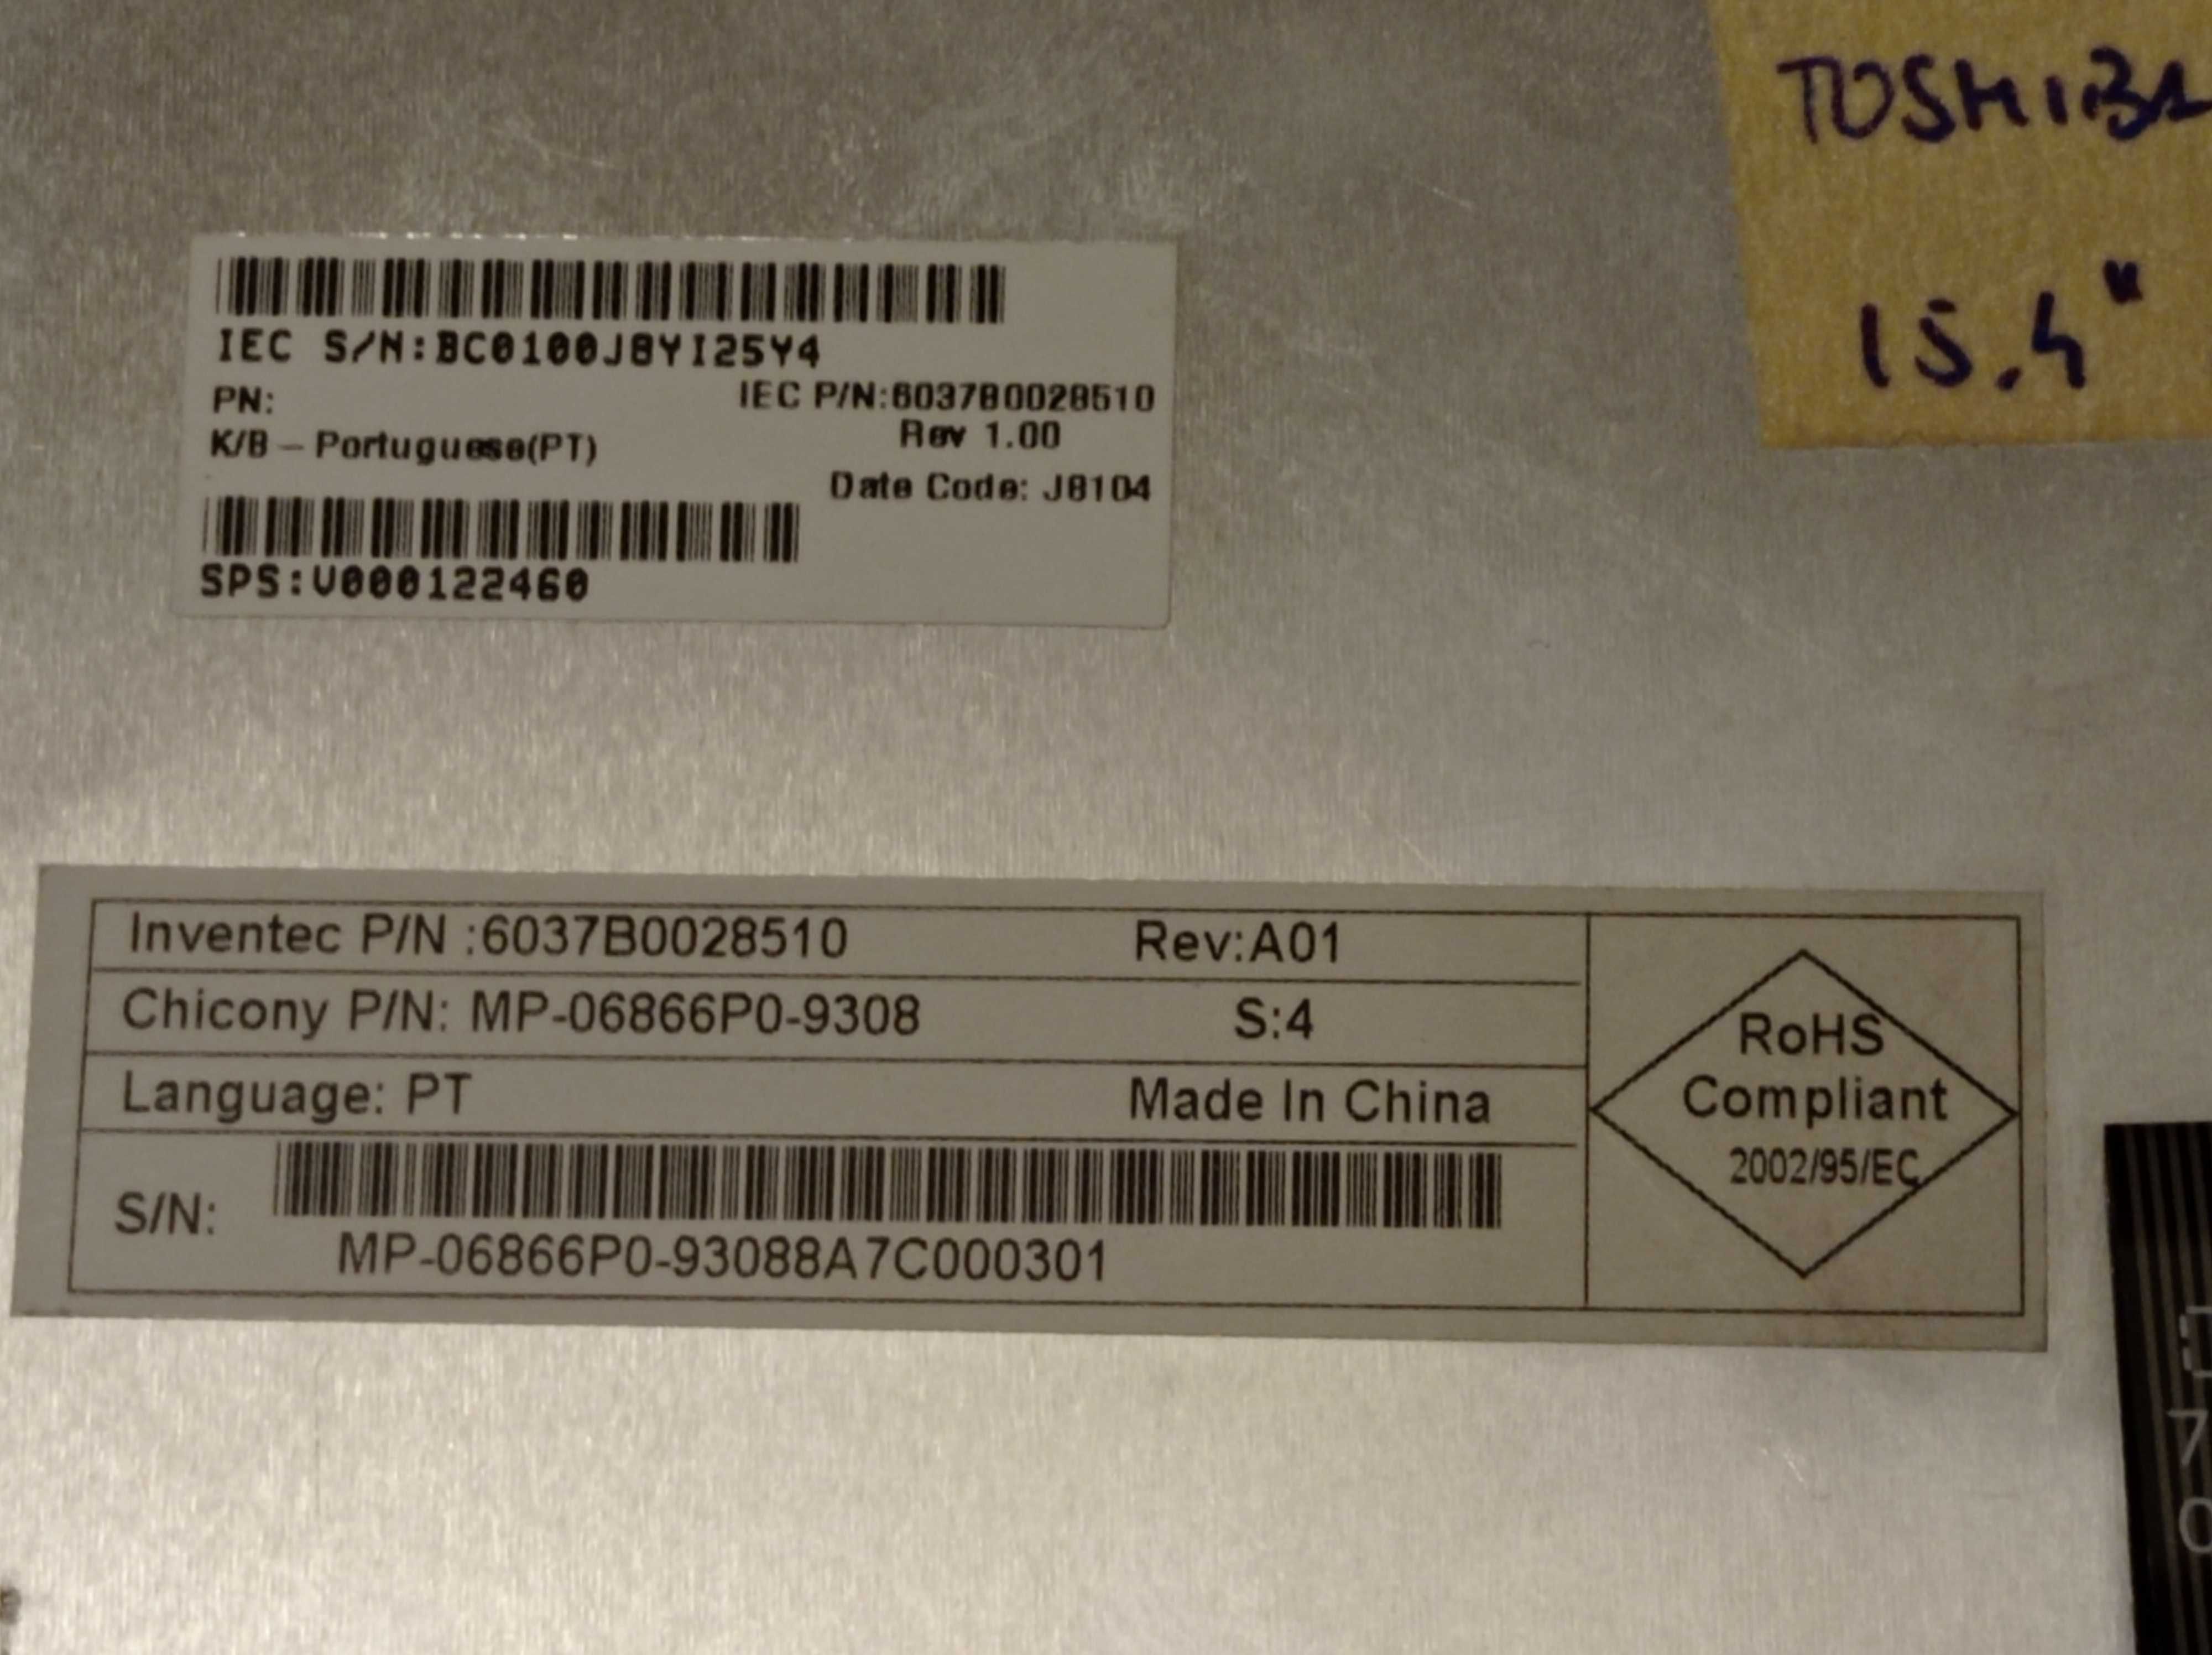 TOSHIBA
15.4"
IEC S/N:BC0100J8YI25Y4
PN:
IEC P/N:6037B0028510
K/B – Portuguese(PT)
Rev 1.00
Date Code: J8104
SPS:V000122460
Inventec P/N :6037B0028510 Rev:A01
Chicony P/N: MP-06866P0-9308 S:4
Language: PT Made In China
S/N:
MP-06866P0-93088A7C000301
RoHS
Compliant
2002/95/EC
70